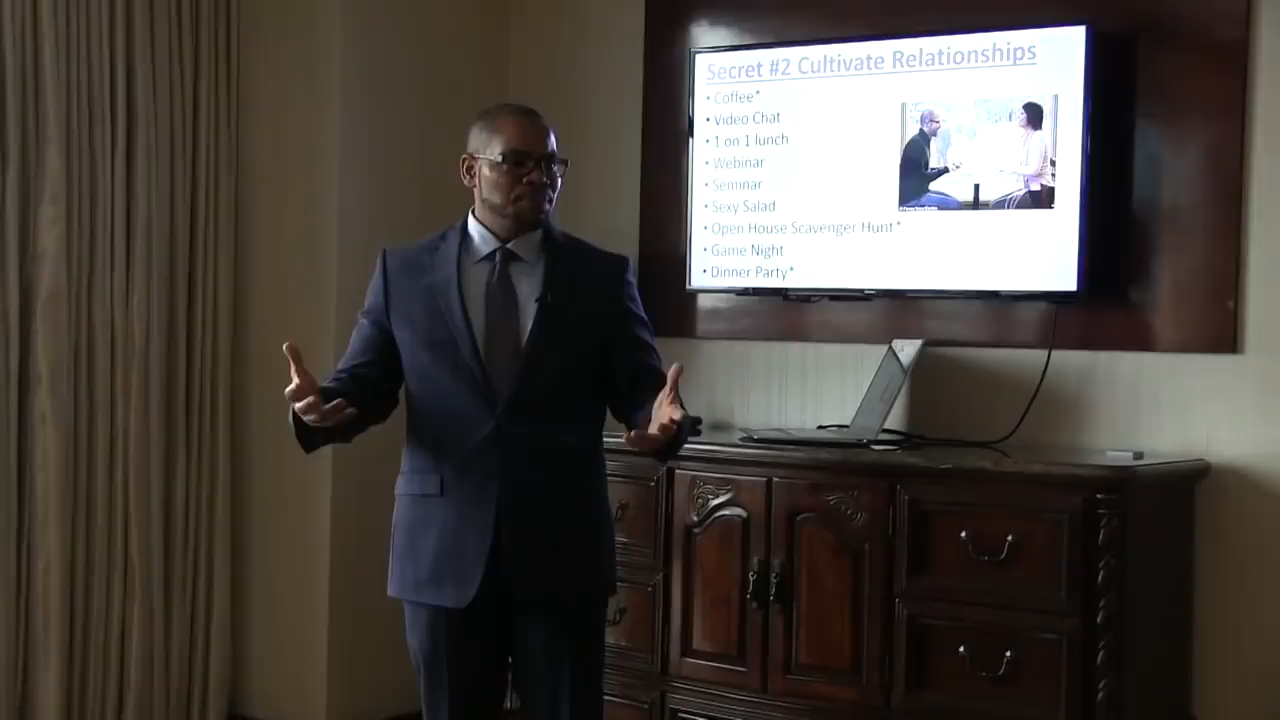 Secret #2 Cultivate Relationships
• Coffee*
• Video Chat
• 1 on 1 lunch
• Webinar
• Seminar
• Sexy Salad
• Open House Scavenger Hunt*
• Game Night
• Dinner Party*